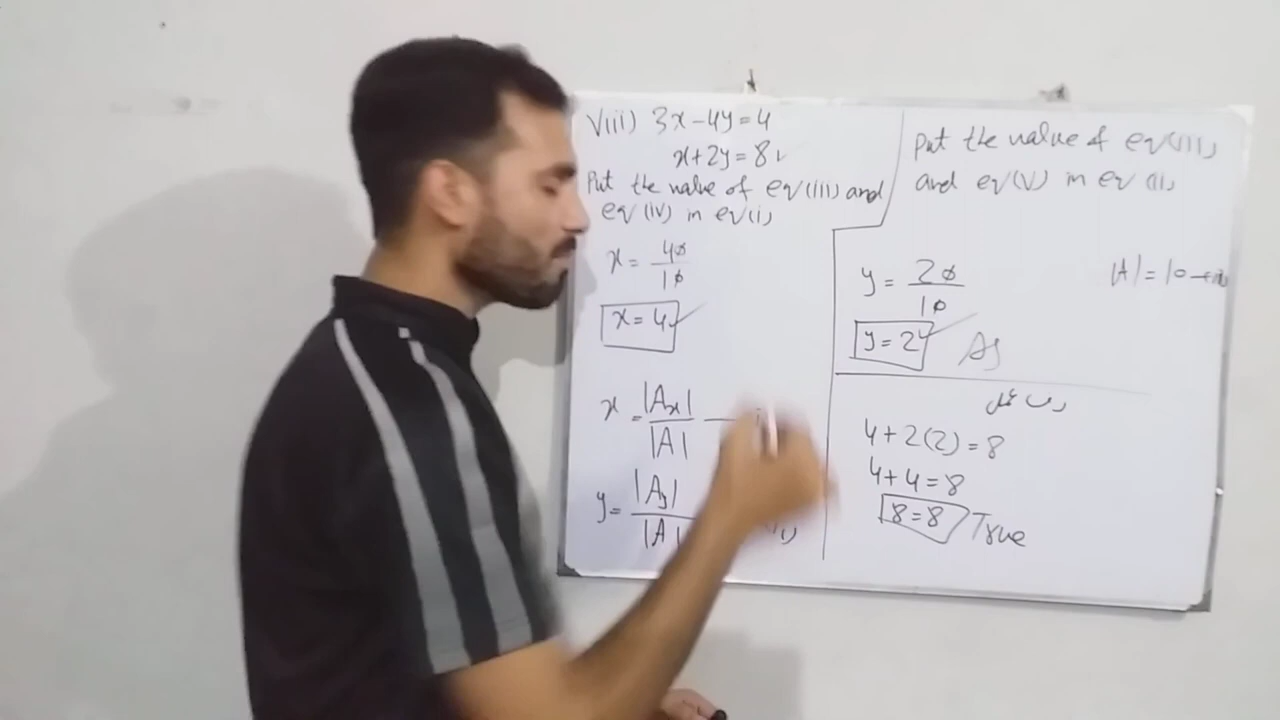 Viii) 3x-4y=4
x+2y=8
Put the value of eq(iii) and
eq(iv) in eq(i)
x = 40/10
x=4
x = |Ax|/|A|
y = |Ay|/|A|
Put the value of eq(iii)
and eq(v) in eq(ii)
|A|=10
y = 20/10
y=2
4+2(2)=8
4+4=8
8=8 True